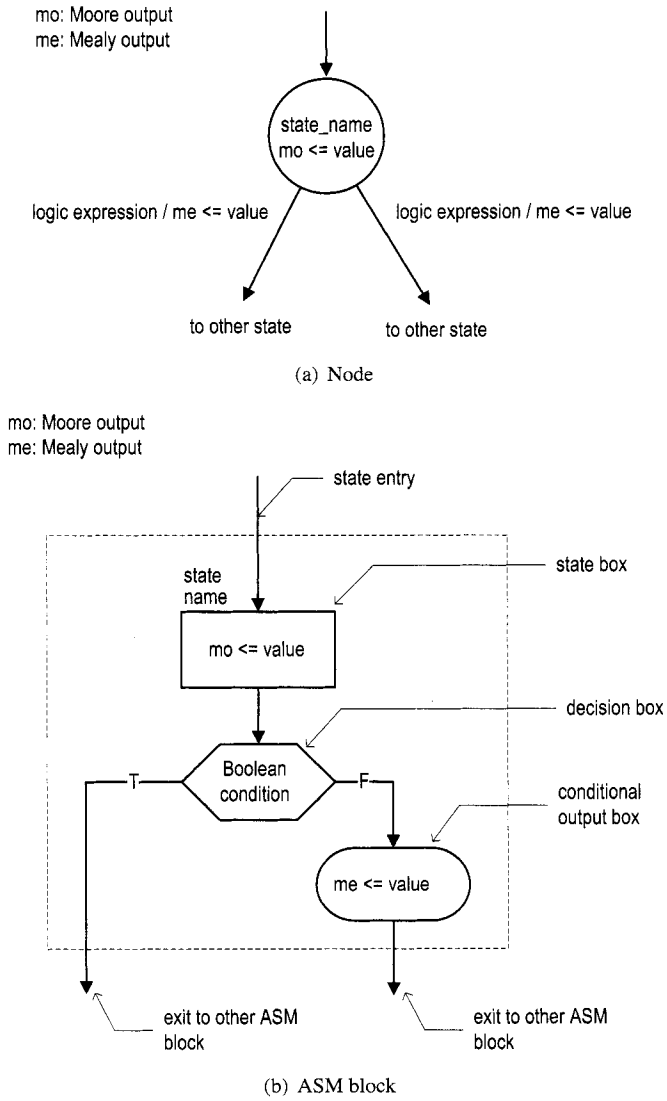 mo: Moore output
me: Mealy output
state_name
mo <= value
logic expression / me <= value
logic expression / me <= value
to other state
to other state
(a) Node
mo: Moore output
me: Mealy output
state entry
state box
state
name
mo <= value
decision box
Boolean
condition
T
F
conditional
output box
me <= value
exit to other ASM
block
exit to other ASM
block
(b) ASM block